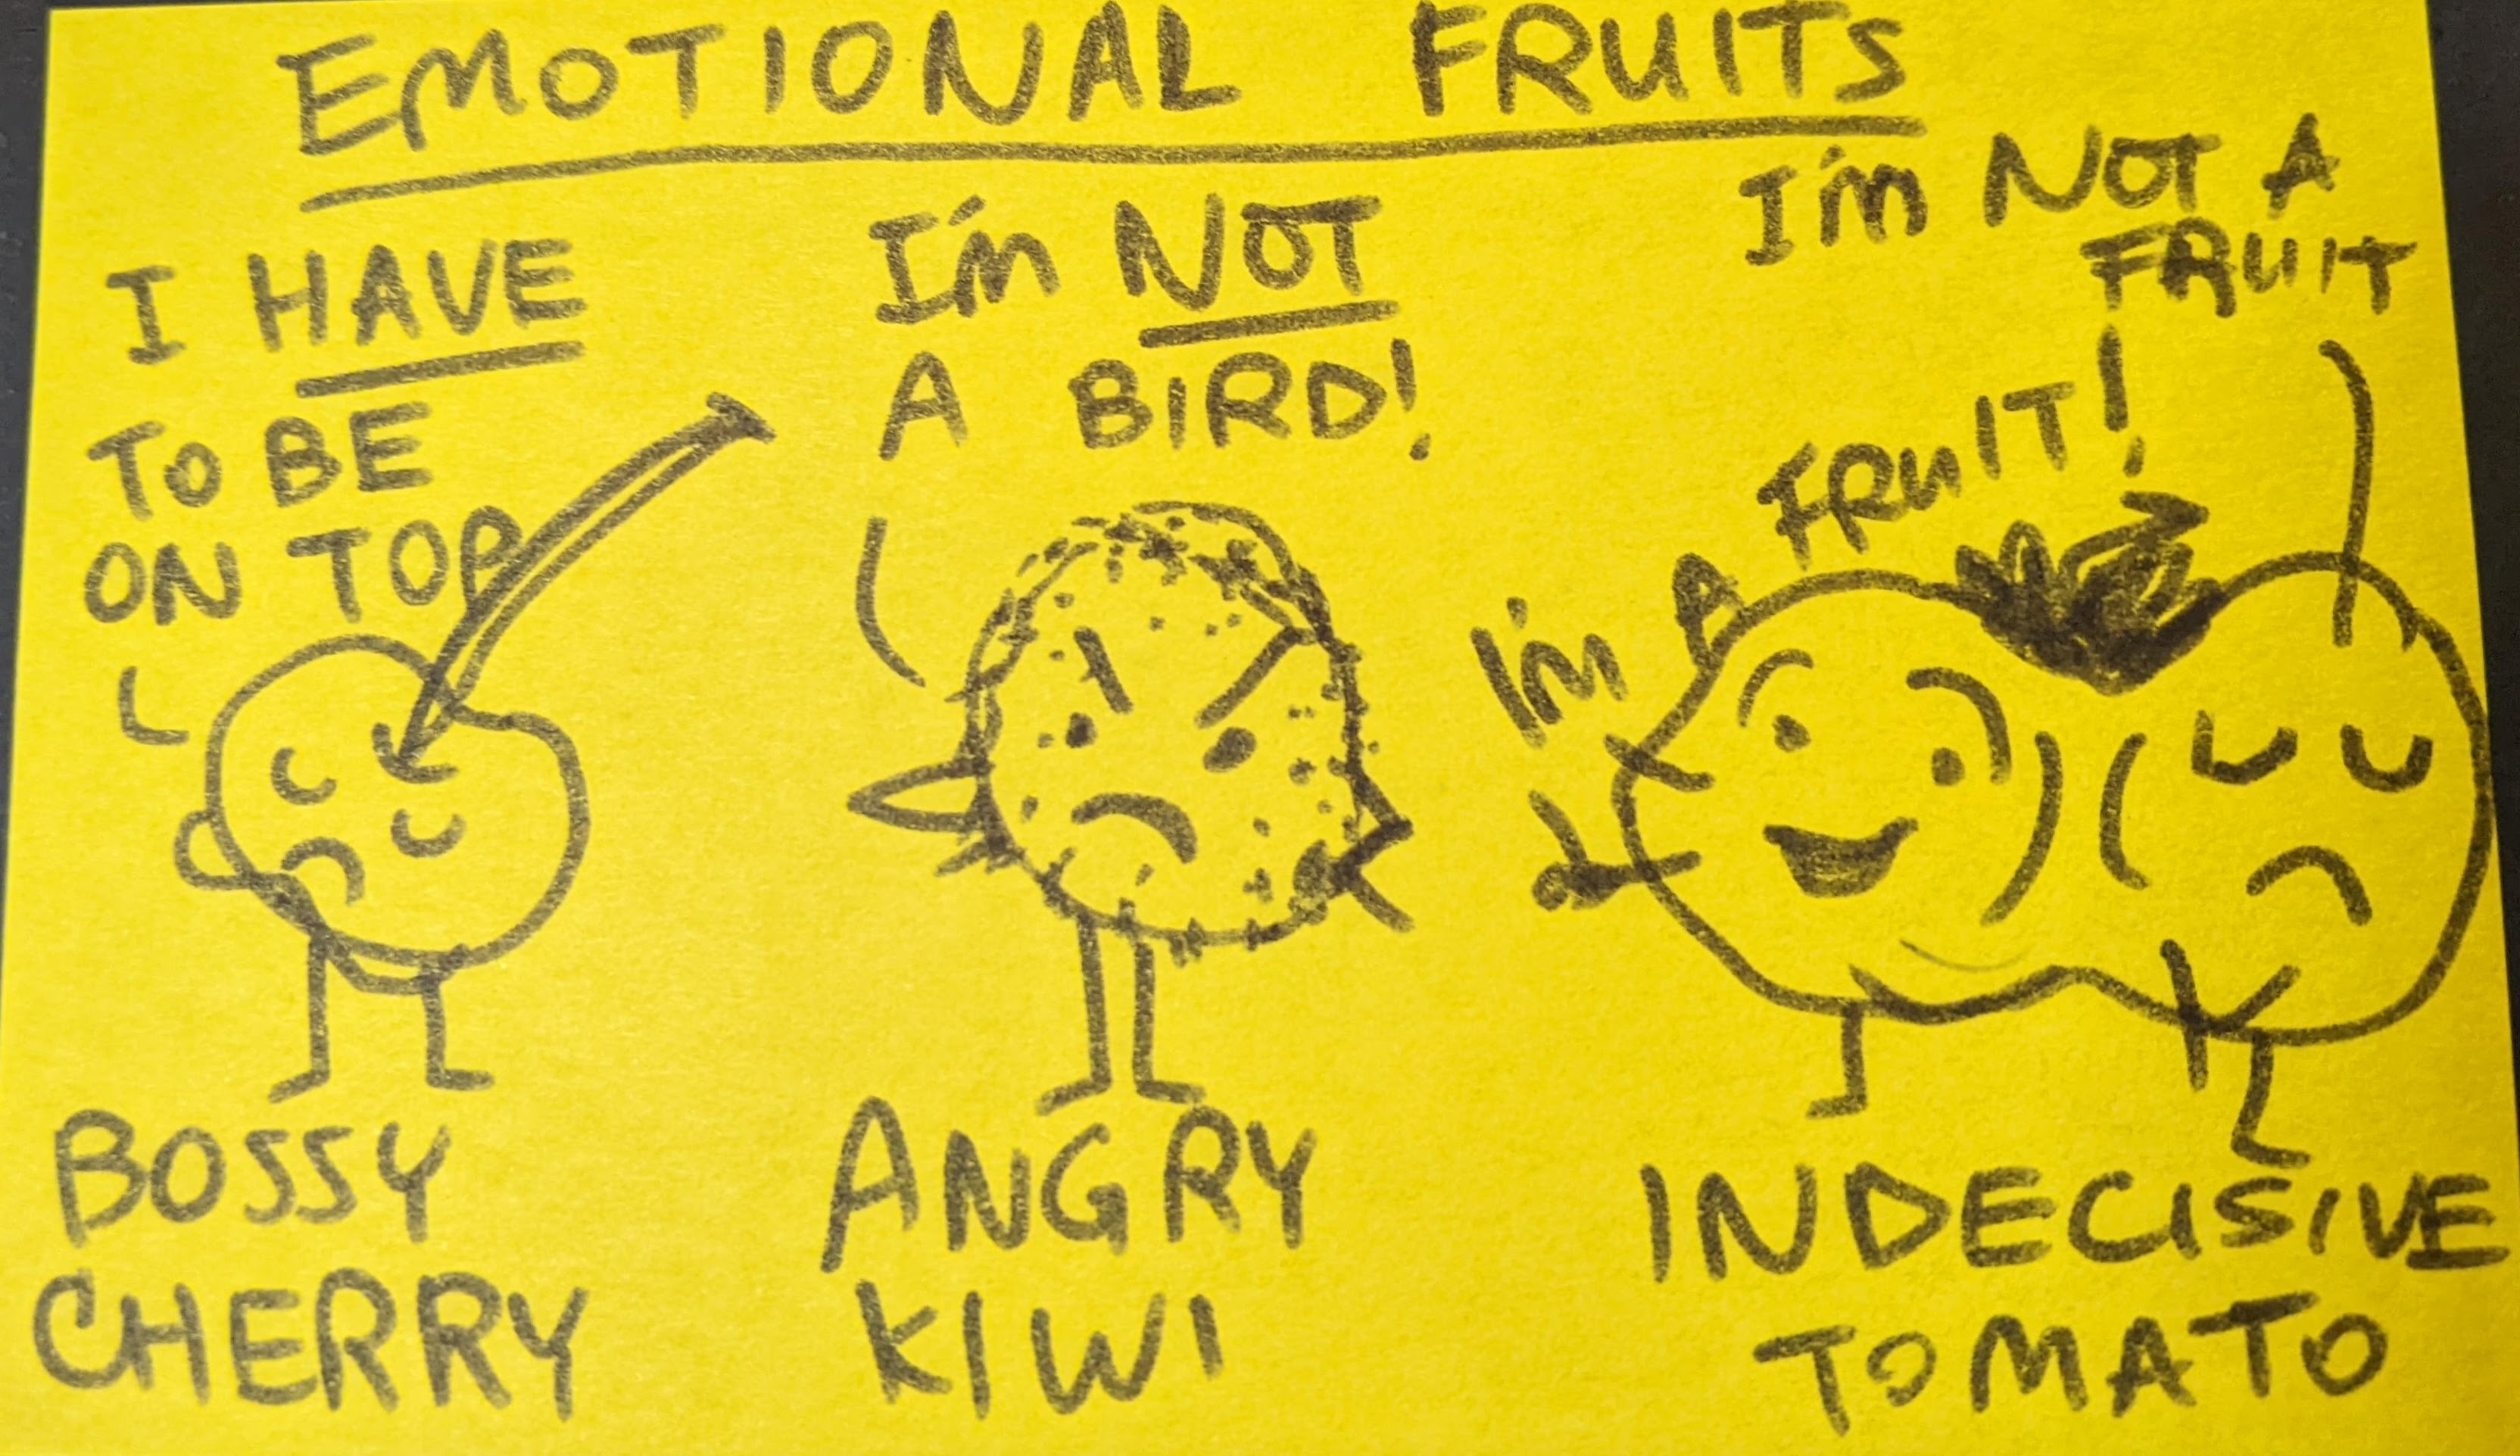 EMOTIONAL FRUITS
I HAVE
TO BE
ON TOP
BOSSY
CHERRY
I'm NOT
A BIRD!
ANGRY
KIWI
I'm A FRUIT!
I'm NOT A
FRUIT
INDECISIVE
TOMATO